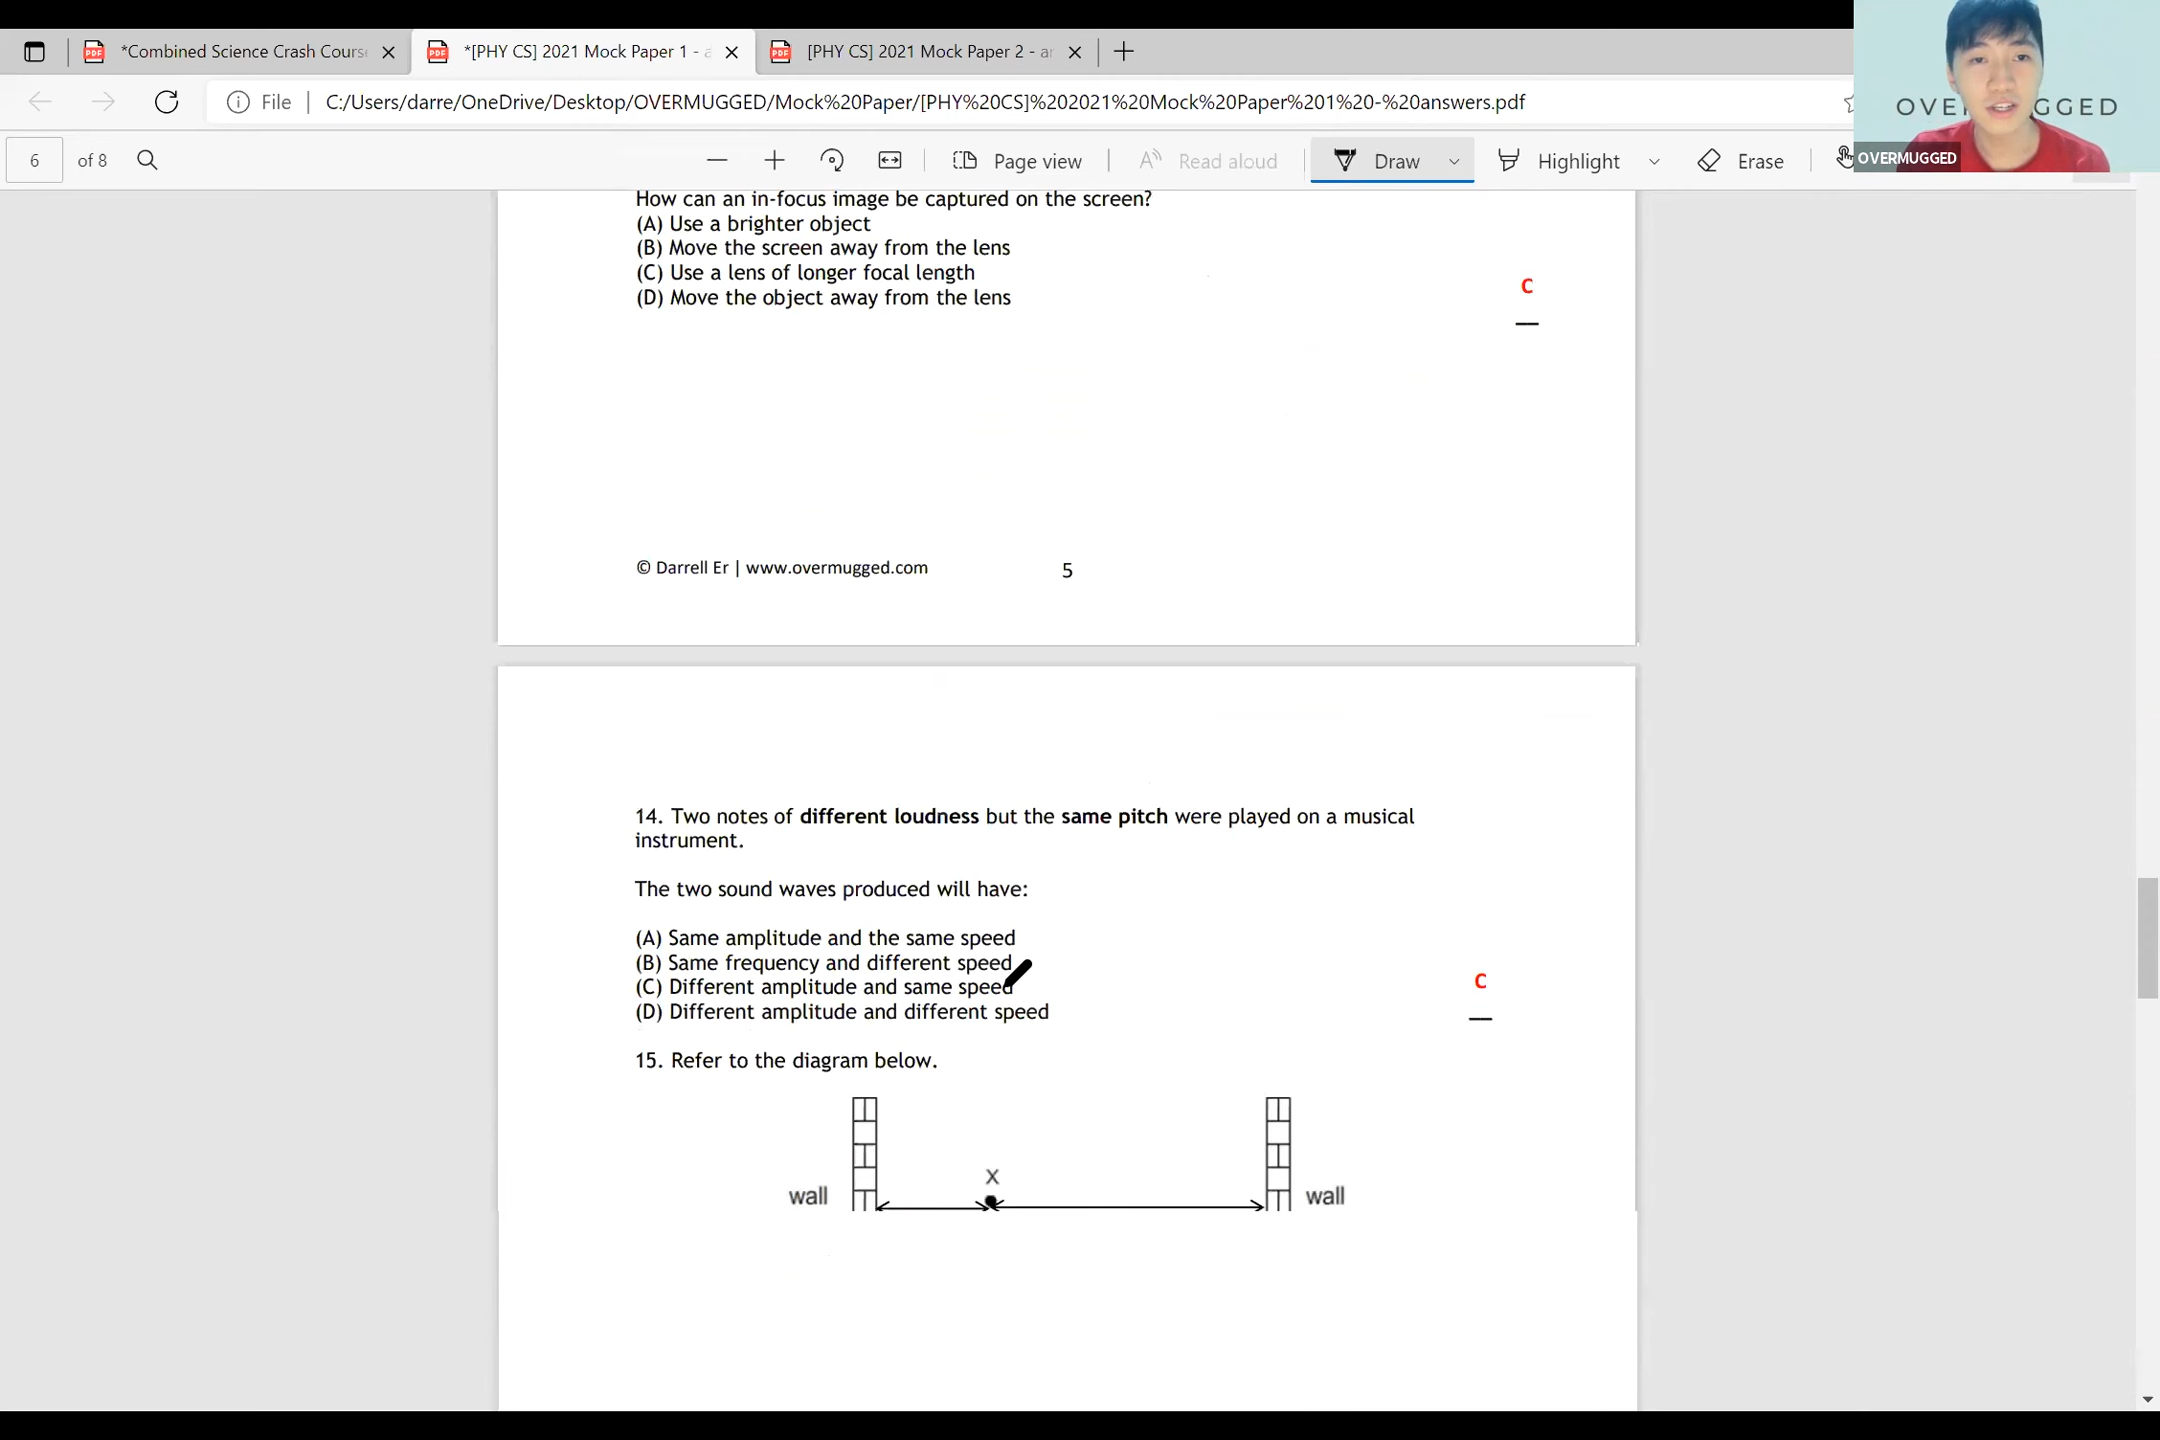 *Combined Science Crash Cours
*[PHY CS] 2021 Mock Paper 1 - a
[PHY CS] 2021 Mock Paper 2 - ar
File C:/Users/darre/OneDrive/Desktop/OVERMUGGED/Mock%20Paper/[PHY%20CS]%202021%20Mock%20Paper%201%20-%20answers.pdf
OVERMUGGED
OVERMUGGED
6 of 8 Page view Read aloud Draw Highlight Erase
How can an in-focus image be captured on the screen?
(A) Use a brighter object
(B) Move the screen away from the lens
(C) Use a lens of longer focal length
(D) Move the object away from the lens
C
© Darrell Er | www.overmugged.com 5
14. Two notes of different loudness but the same pitch were played on a musical
instrument.
The two sound waves produced will have:
(A) Same amplitude and the same speed
(B) Same frequency and different speed
(C) Different amplitude and same speed
(D) Different amplitude and different speed
C
15. Refer to the diagram below.
X
wall wall